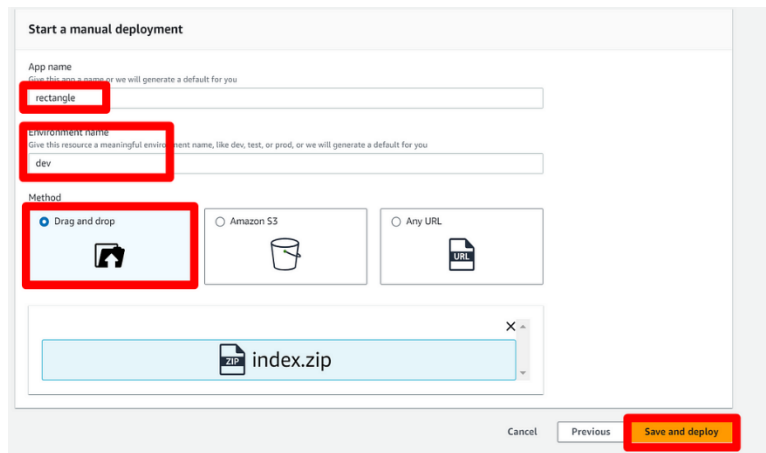 Start a manual deployment
App name
Give this app a name or we will generate a default for you
rectangle
Environment name
Give this resource a meaningful environment name, like dev, test, or prod, or we will generate a default for you
dev
Method
Drag and drop
Amazon S3
Any URL
URL
ZIP index.zip
Cancel Previous Save and deploy